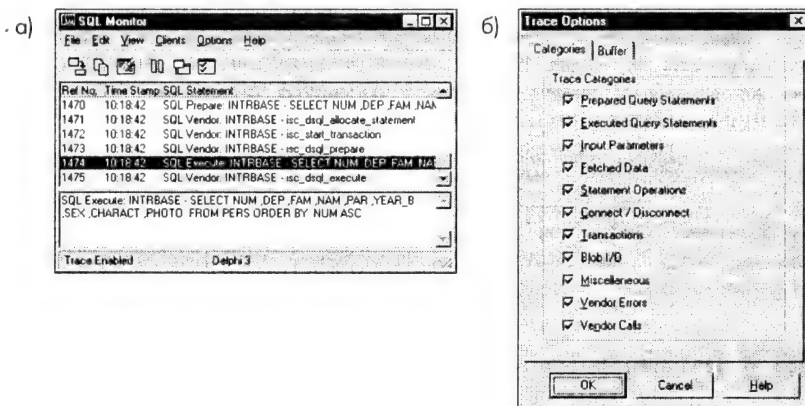 а)
SQL Monitor
File Edit View Clients Options Help
Ref No. Time Stamp SQL Statement
1470 10:18:42 SQL Prepare: INTRBASE - SELECT NUM ,DEP ,FAM ,NAM
1471 10:18:42 SQL Vendor: INTRBASE - isc_dsql_allocate_statement
1472 10:18:42 SQL Vendor: INTRBASE - isc_start_transaction
1473 10:18:42 SQL Vendor: INTRBASE - isc_dsql_prepare
1474 10:18:42 SQL Execute: INTRBASE - SELECT NUM ,DEP ,FAM ,NAM
1475 10:18:42 SQL Vendor: INTRBASE - isc_dsql_execute
SQL Execute: INTRBASE - SELECT NUM ,DEP ,FAM ,NAM ,PAR ,YEAR_B
,SEX ,CHARACT ,PHOTO FROM PERS ORDER BY NUM ASC
Trace Enabled Delphi 3
б)
Trace Options
Categories Buffer
Trace Categories
Prepared Query Statements
Executed Query Statements
Input Parameters
Fetched Data
Statement Operations
Connect / Disconnect
Transactions
Blob I/O
Miscellaneous
Vendor Errors
Vendor Calls
OK Cancel Help